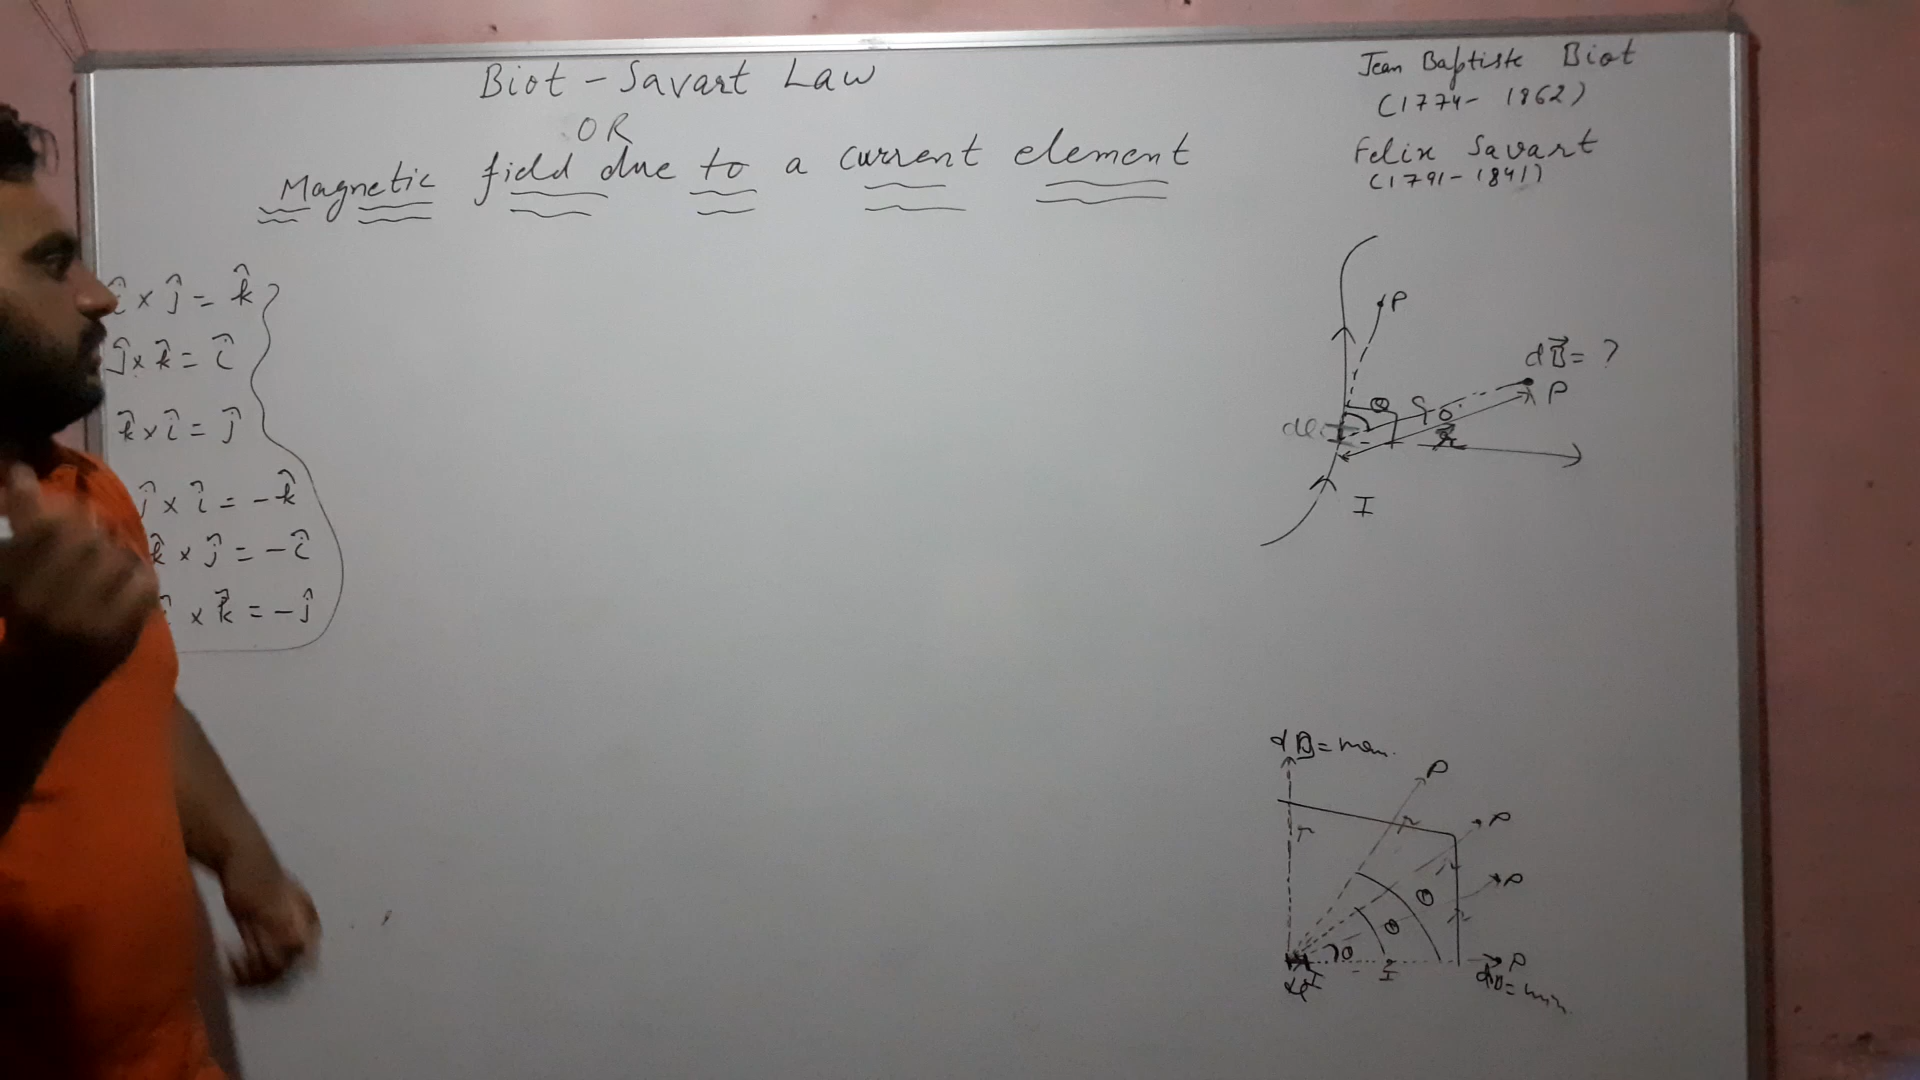 Biot - Savart Law
OR
Magnetic field due to a current element
Jean Baptiste Biot
(1774- 1862)
Felix Savart
(1791-1841)
î × ĵ = k̂
ĵ × k̂ = î
k̂ × î = ĵ
ĵ × î = - k̂
k̂ × ĵ = - î
× k̂ = - ĵ
P
dB⃗ = ?
P
θ
dl
r⃗
I
dB = max.
P
r
r
P
r
P
θ
r
θ
θ
P
dl
I
I
dB = min.